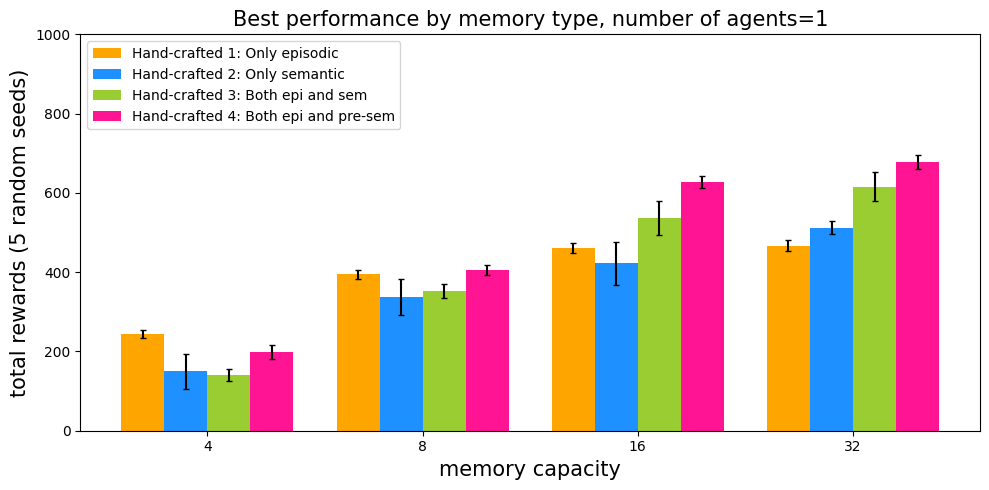 Best performance by memory type, number of agents=1
total rewards (5 random seeds)
1000
800
600
400
200
0
Hand-crafted 1: Only episodic
Hand-crafted 2: Only semantic
Hand-crafted 3: Both epi and sem
Hand-crafted 4: Both epi and pre-sem
4
8
16
32
memory capacity